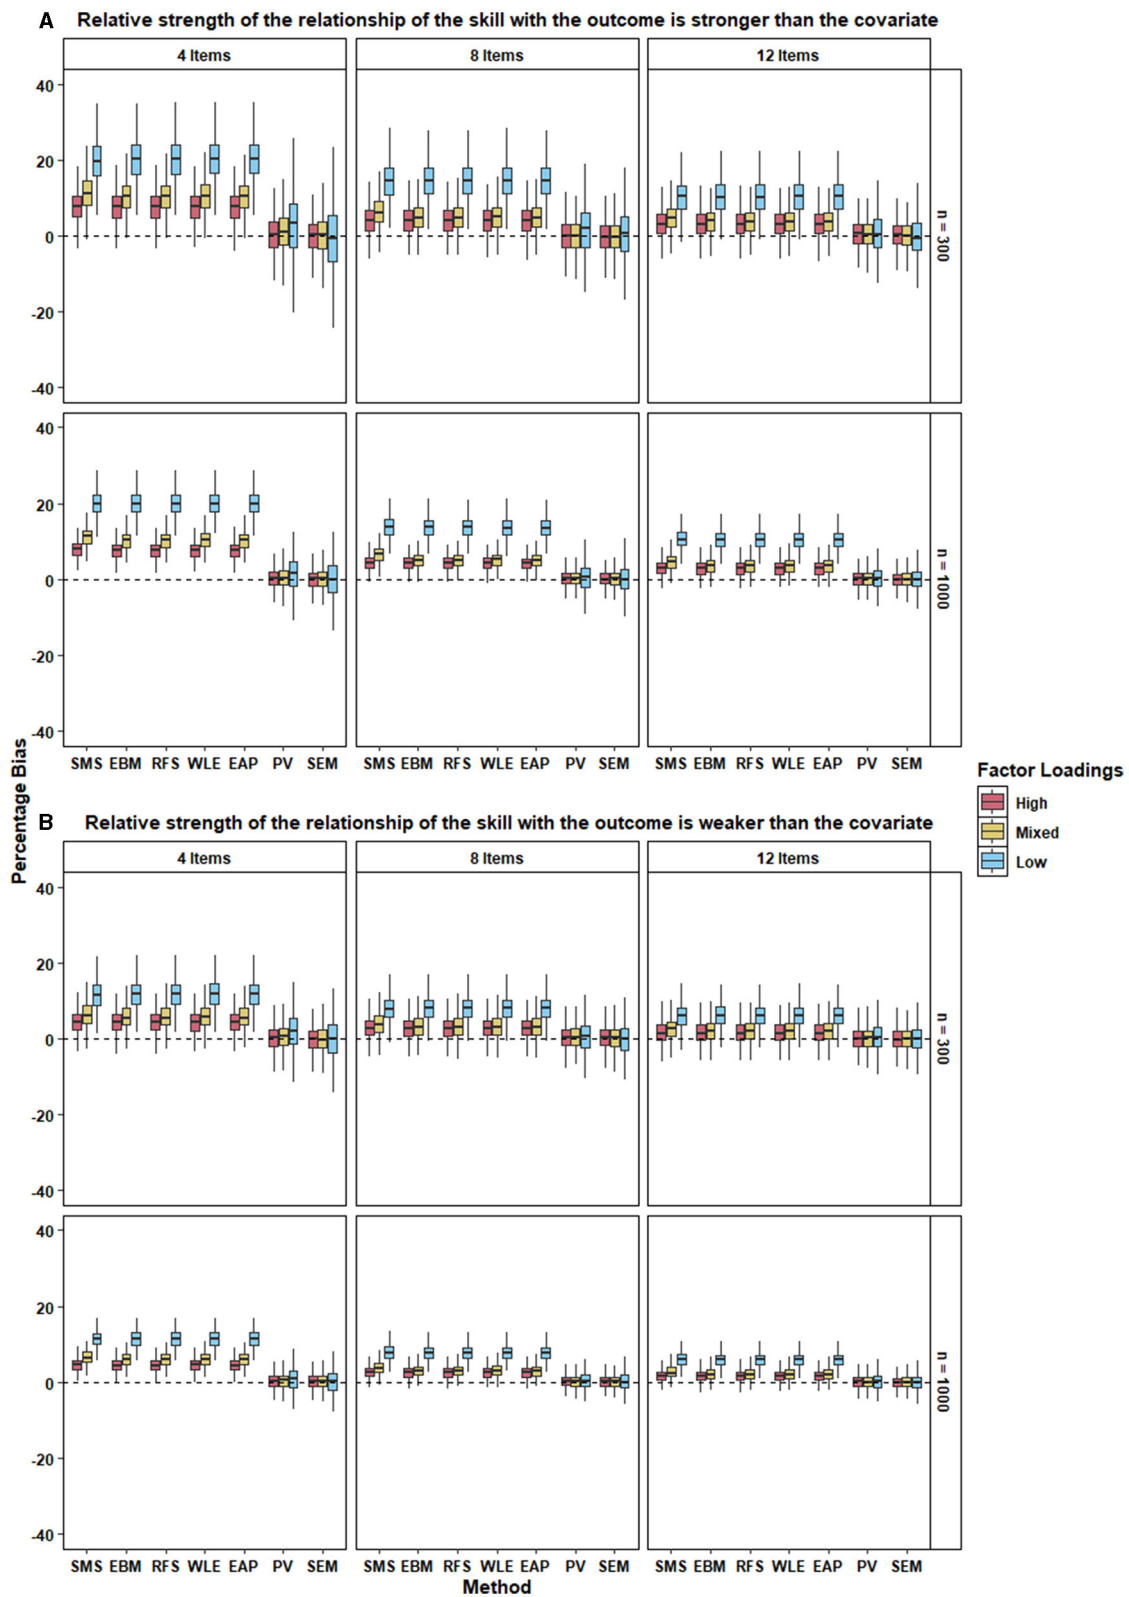 A Relative strength of the relationship of the skill with the outcome is stronger than the covariate
4 Items 8 Items 12 Items
40
20
0
-20
-40
n = 300
40
20
0
-20
-40
n = 1000
SMS EBM RFS WLE EAP PV SEM SMS EBM RFS WLE EAP PV SEM SMS EBM RFS WLE EAP PV SEM
Percentage Bias
Factor Loadings
High
Mixed
Low
B Relative strength of the relationship of the skill with the outcome is weaker than the covariate
4 Items 8 Items 12 Items
40
20
0
-20
-40
n = 300
40
20
0
-20
-40
n = 1000
SMS EBM RFS WLE EAP PV SEM SMS EBM RFS WLE EAP PV SEM SMS EBM RFS WLE EAP PV SEM
Method